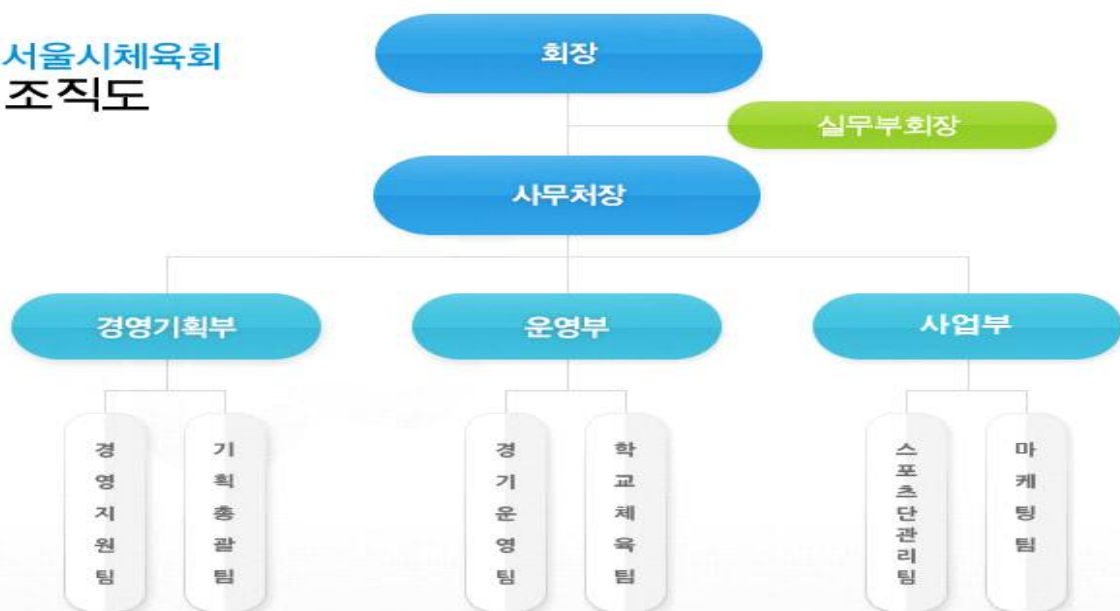 서울시체육회
조직도
회장
실무부회장
사무처장
경영기획부
운영부
사업부
경영지원팀
기획총괄팀
경기운영팀
학교체육팀
스포츠단관리팀
마케팅팀